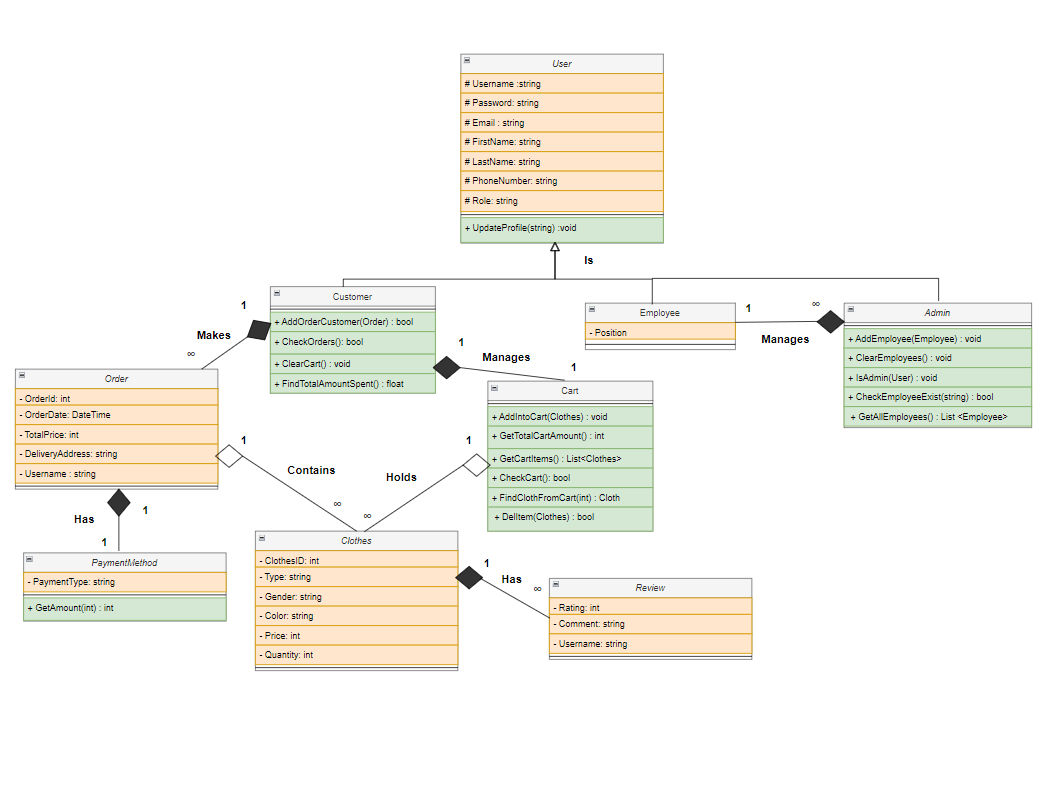 User
# Username :string
# Password: string
# Email : string
# FirstName: string
# LastName: string
# PhoneNumber: string
# Role: string
+ UpdateProfile(string) :void
Is
Customer
+ AddOrderCustomer(Order) : bool
+ CheckOrders(): bool
+ ClearCart() : void
+ FindTotalAmountSpent() : float
1
Makes
∞
Employee
- Position
1
∞
Manages
Admin
+ AddEmployee(Employee) : void
+ ClearEmployees() : void
+ IsAdmin(User) : void
+ CheckEmployeeExist(string) : bool
+ GetAllEmployees() : List <Employee>
1
Manages
1
Order
- OrderId: int
- OrderDate: DateTime
- TotalPrice: int
- DeliveryAddress: string
- Username : string
Cart
+ AddIntoCart(Clothes) : void
+ GetTotalCartAmount() : int
+ GetCartItems() : List<Clothes>
+ CheckCart(): bool
+ FindClothFromCart(int) : Cloth
+ DelItem(Clothes) : bool
1
Contains
∞
1
Holds
∞
Has
1
1
PaymentMethod
- PaymentType: string
+ GetAmount(int) : int
Clothes
- ClothesID: int
- Type: string
- Gender: string
- Color: string
- Price: int
- Quantity: int
1
Has
∞
Review
- Rating: int
- Comment: string
- Username: string